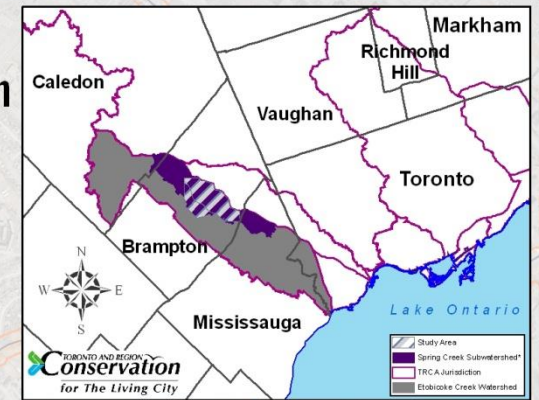 Markham
Richmond
Hill
Caledon
Vaughan
Toronto
Brampton
N
W
E
S
Mississauga
Lake Ontario
Study Area
Spring Creek Subwatershed*
TRCA Jurisdiction
Etobicoke Creek Watershed
TORONTO AND REGION
Conservation
for The Living City